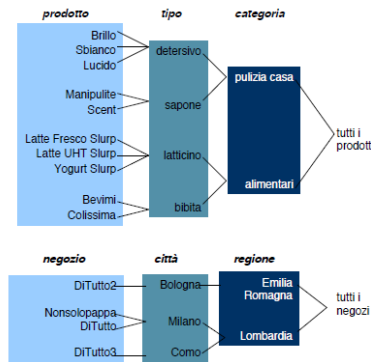 prodotto tipo categoria
Brillo
Sbianco
Lucido
detersivo
pulizia casa
Manipulite
Scent
sapone
tutti i
prodott
Latte Fresco Slurp
Latte UHT Slurp
Yogurt Slurp
latticino
alimentari
Bevimi
Colissima
bibita
negozio città regione
DiTutto2
Bologna
Emilia
Romagna
tutti i
negozi
Nonsolopappa
DiTutto
Milano
Lombardia
DiTutto3
Como